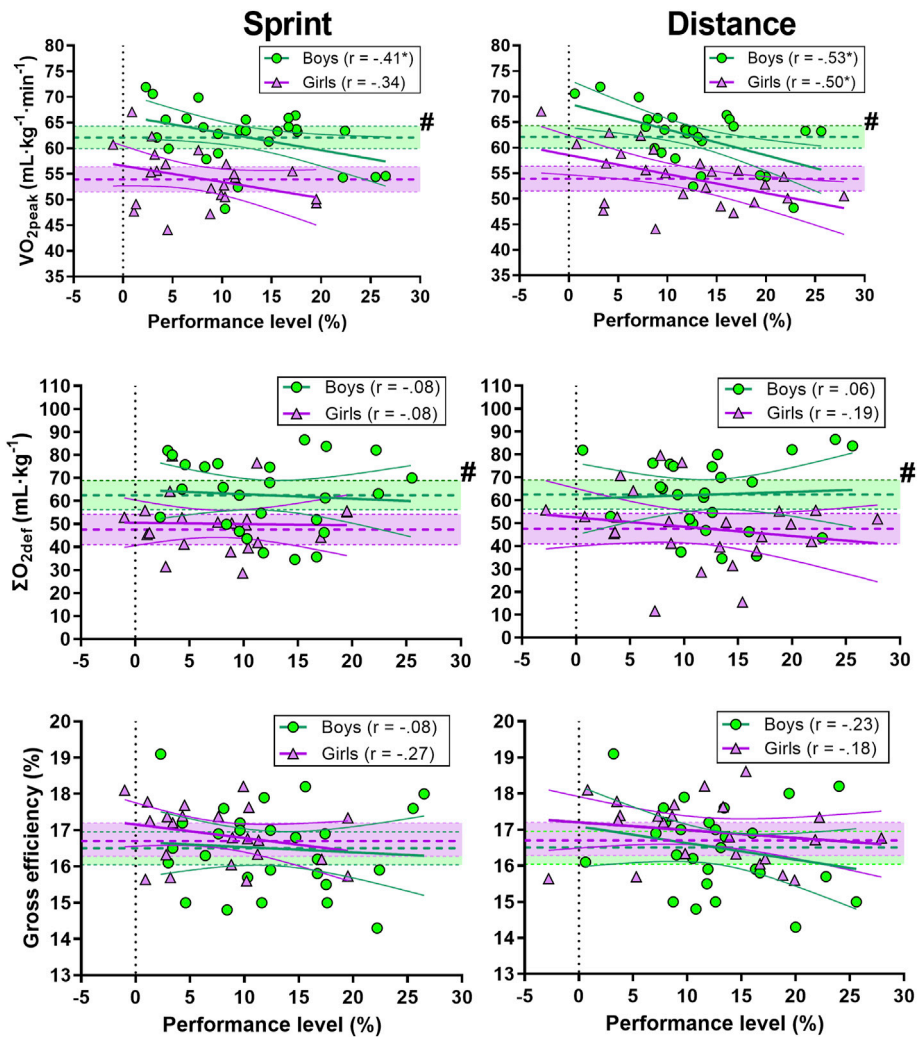 Sprint
Distance
VO2peak (mL·kg-1·min-1)
80
75
70
65
60
55
50
45
40
35
-5 0 5 10 15 20 25 30
Performance level (%)
Boys (r = -.41*)
Girls (r = -.34)
#
80
75
70
65
60
55
50
45
40
35
-5 0 5 10 15 20 25 30
Performance level (%)
Boys (r = -.53*)
Girls (r = -.50*)
#
ΣO2def (mL·kg-1)
110
100
90
80
70
60
50
40
30
20
10
0
-5 0 5 10 15 20 25 30
Boys (r = -.08)
Girls (r = -.08)
#
110
100
90
80
70
60
50
40
30
20
10
0
-5 0 5 10 15 20 25 30
Boys (r = .06)
Girls (r = -.19)
#
Gross efficiency (%)
20
19
18
17
16
15
14
13
-5 0 5 10 15 20 25 30
Performance level (%)
Boys (r = -.08)
Girls (r = -.27)
20
19
18
17
16
15
14
13
-5 0 5 10 15 20 25 30
Performance level (%)
Boys (r = -.23)
Girls (r = -.18)